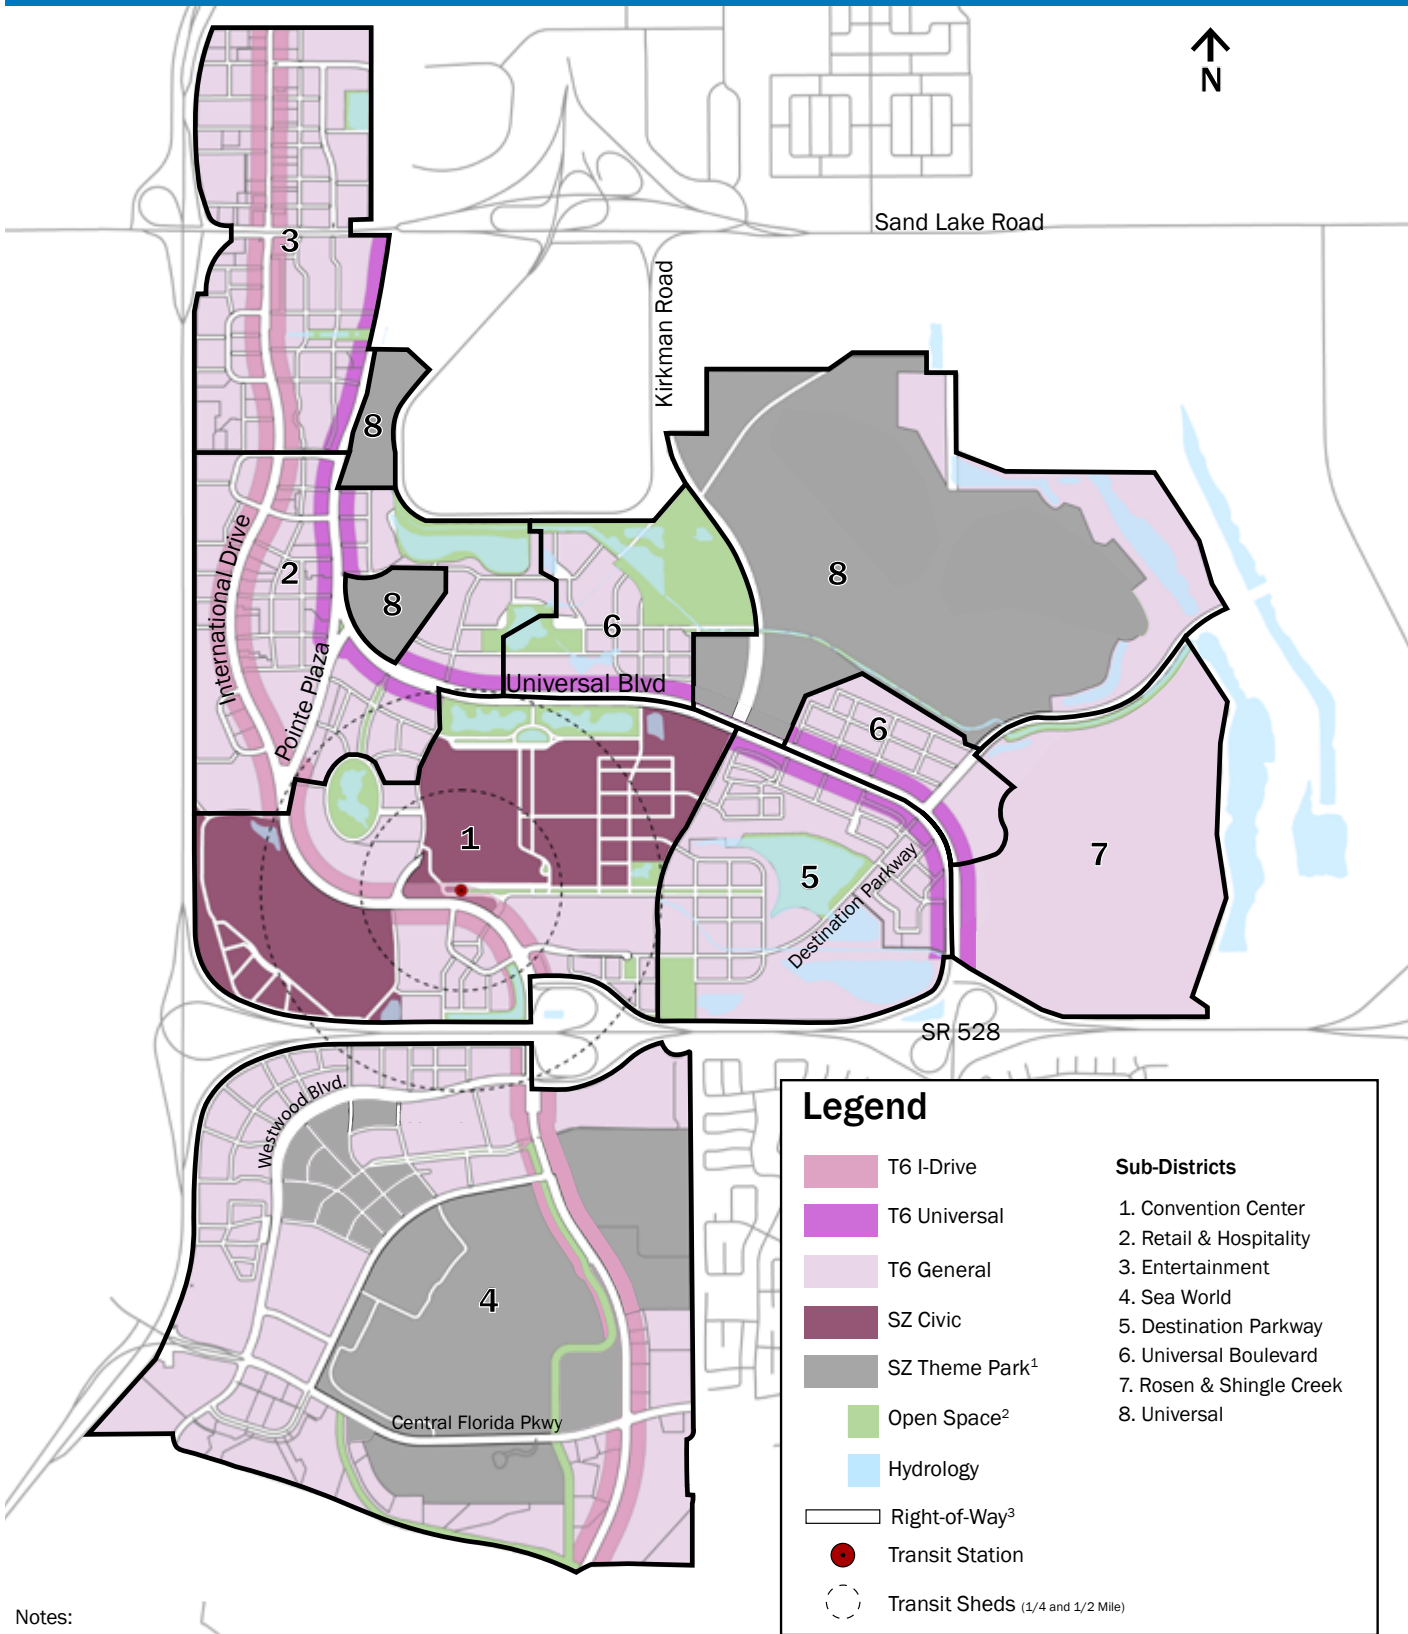 N
Sand Lake Road
3
Kirkman Road
8
International Drive
2
8
8
6
Pointe Plaza
Universal Blvd
6
1
7
5
Destination Parkway
SR 528
Westwood Blvd.
4
Central Florida Pkwy
Legend
T6 I-Drive
T6 Universal
T6 General
SZ Civic
SZ Theme Park¹
Open Space²
Hydrology
Right-of-Way³
Transit Station
Transit Sheds (1/4 and 1/2 Mile)
Sub-Districts
1. Convention Center
2. Retail & Hospitality
3. Entertainment
4. Sea World
5. Destination Parkway
6. Universal Boulevard
7. Rosen & Shingle Creek
8. Universal
Notes: